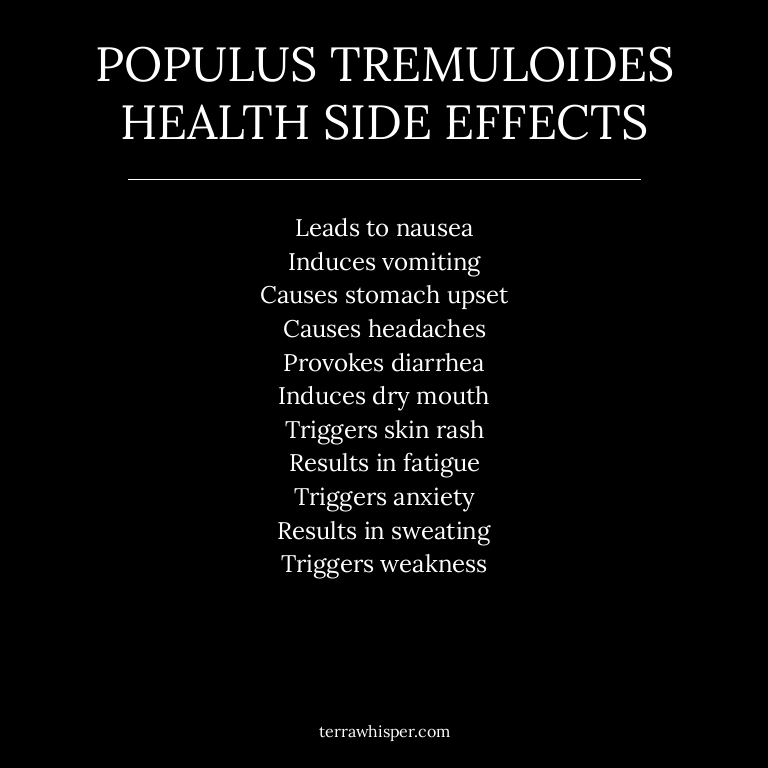 POPULUS TREMULOIDES
HEALTH SIDE EFFECTS
Leads to nausea
Induces vomiting
Causes stomach upset
Causes headaches
Provokes diarrhea
Induces dry mouth
Triggers skin rash
Results in fatigue
Triggers anxiety
Results in sweating
Triggers weakness
terrawhisper.com